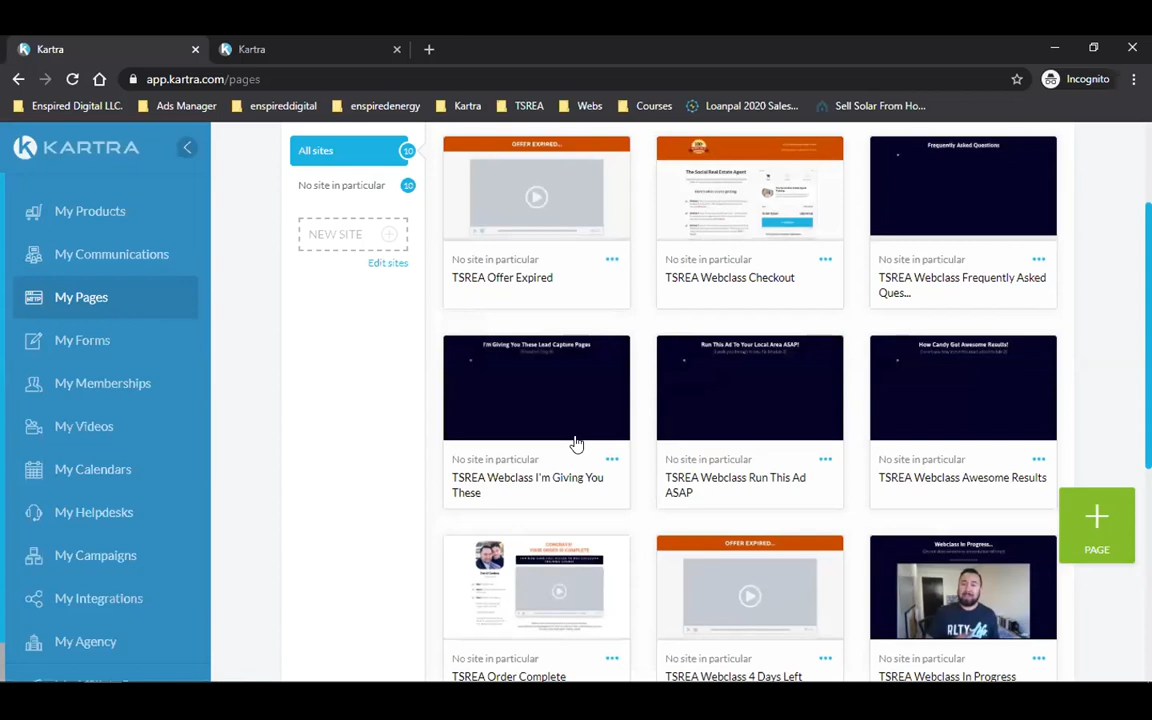 Kartra
Kartra
app.kartra.com/pages
Incognito
Enspired Digital LLC.
Ads Manager
enspireddigital
enspiredenergy
Kartra
TSREA
Webs
Courses
Loanpal 2020 Sales...
Sell Solar From Ho...
KARTRA
My Products
My Communications
My Pages
My Forms
My Memberships
My Videos
My Calendars
My Helpdesks
My Campaigns
My Integrations
My Agency
All sites
10
No site in particular
10
NEW SITE
Edit sites
OFFER EXPIRED...
No site in particular
TSREA Offer Expired
The Social Real Estate Agent
No site in particular
TSREA Webclass Checkout
Frequently Asked Questions
No site in particular
TSREA Webclass Frequently Asked
Ques...
I'm Giving You These Lead Capture Pages
No site in particular
TSREA Webclass I'm Giving You
These
Run This Ad To Your Local Area ASAP!
No site in particular
TSREA Webclass Run This Ad
ASAP
How Candy Got Awesome Results!
No site in particular
TSREA Webclass Awesome Results
No site in particular
TSREA Order Complete
OFFER EXPIRED...
No site in particular
TSREA Webclass 4 Days Left
Webclass In Progress...
RLTY
No site in particular
TSREA Webclass In Progress
PAGE